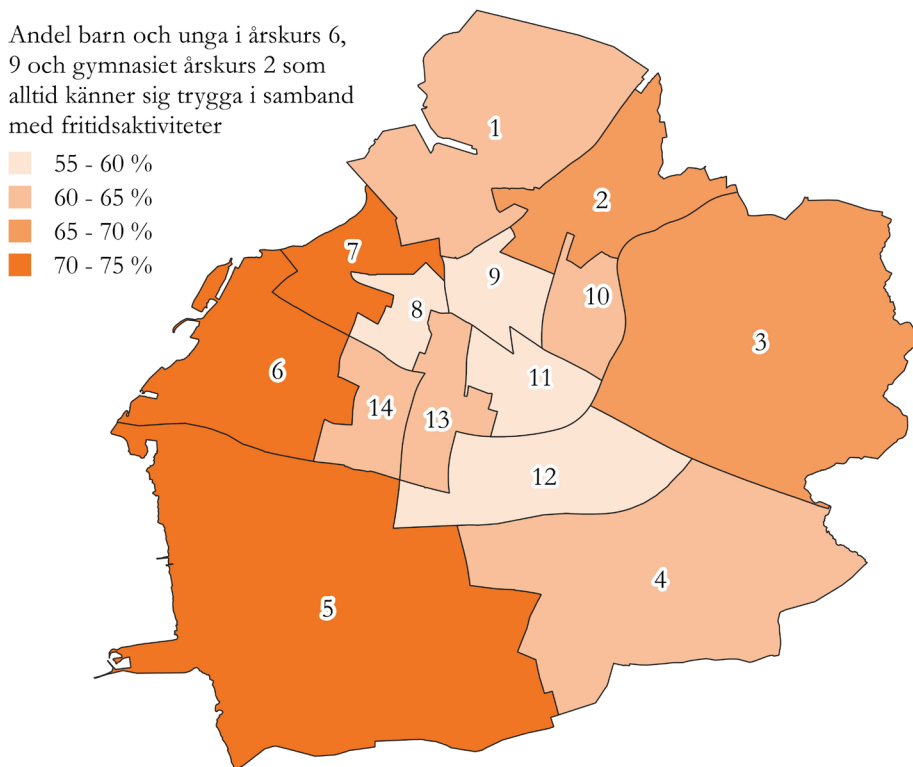 Andel barn och unga i årskurs 6,
9 och gymnasiet årskurs 2 som
alltid känner sig trygga i samband
med fritidsaktiviteter
55 - 60 %
60 - 65 %
65 - 70 %
70 - 75 %
1
2
7
9
10
8
3
6
11
14
13
12
4
5